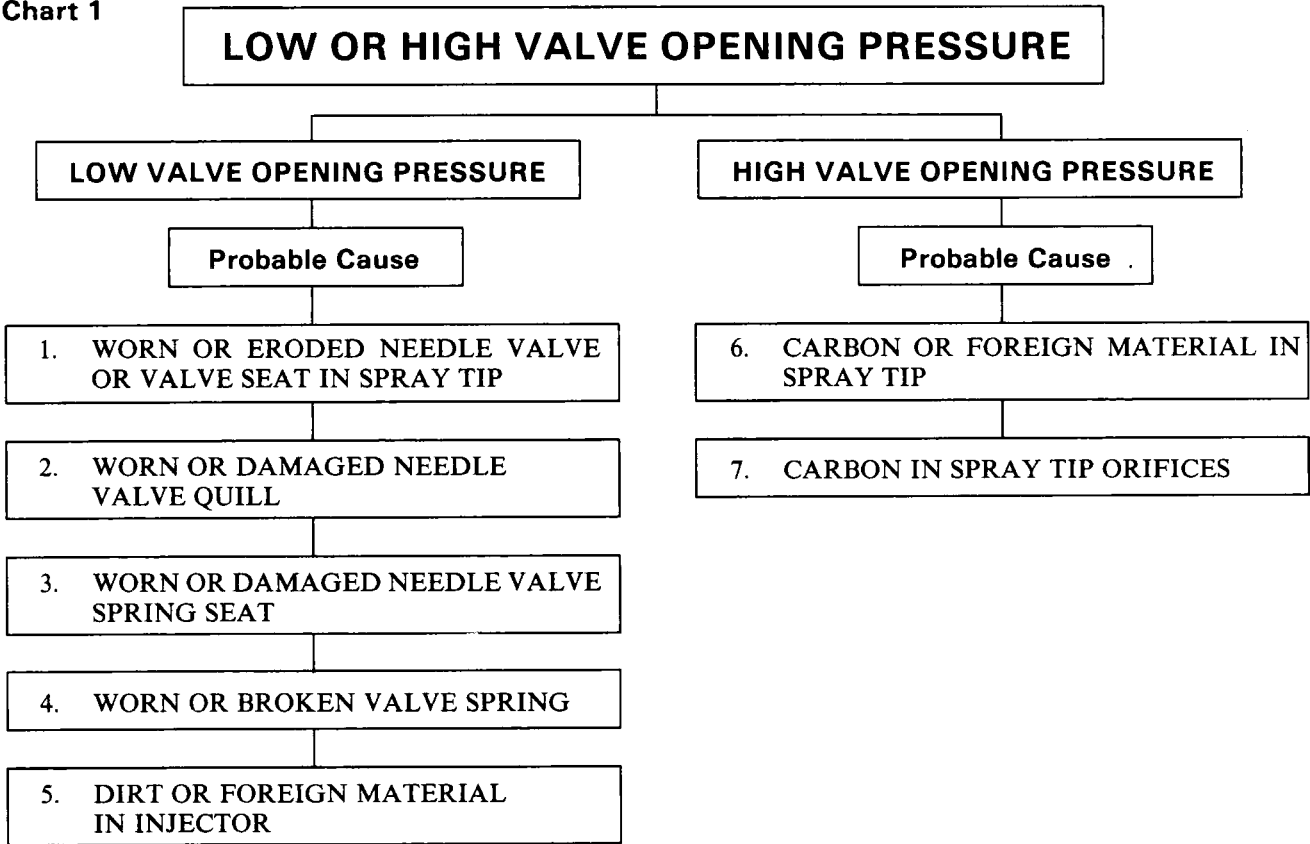 Chart 1
LOW OR HIGH VALVE OPENING PRESSURE
LOW VALVE OPENING PRESSURE
Probable Cause
1. WORN OR ERODED NEEDLE VALVE
OR VALVE SEAT IN SPRAY TIP
2. WORN OR DAMAGED NEEDLE
VALVE QUILL
3. WORN OR DAMAGED NEEDLE VALVE
SPRING SEAT
4. WORN OR BROKEN VALVE SPRING
5. DIRT OR FOREIGN MATERIAL
IN INJECTOR
HIGH VALVE OPENING PRESSURE
Probable Cause
6. CARBON OR FOREIGN MATERIAL IN
SPRAY TIP
7. CARBON IN SPRAY TIP ORIFICES